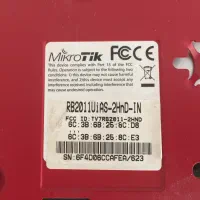 MikroTik
FC CE
This device complies with Part 15 of the FCC
Rules. Operation is subject to the following two
conditions: (1) this device may not cause harmful
interference, and (2) this device must accept any
interference received, including interference
that may cause undesired operation.
RB2011UiAS-2HnD-IN
FCC ID:TV7RB2011-2HND
6C:3B:6B:26:8C:D8
6C:3B:6B:26:8C:E3
SN:6F4D06CCAFEA/623